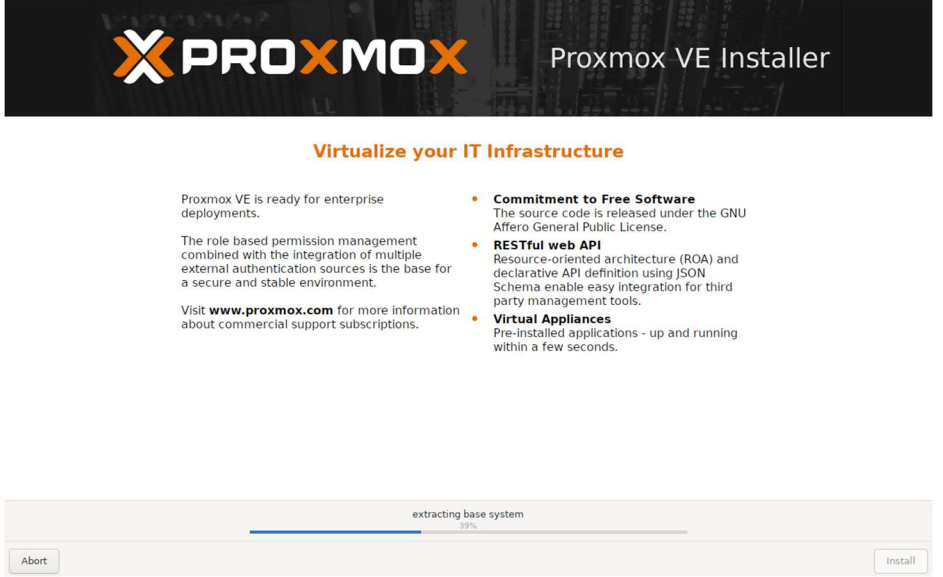 PROXMOX
Proxmox VE Installer
Virtualize your IT Infrastructure
Proxmox VE is ready for enterprise
deployments.
The role based permission management
combined with the integration of multiple
external authentication sources is the base for
a secure and stable environment.
Visit www.proxmox.com for more information
about commercial support subscriptions.
Commitment to Free Software
The source code is released under the GNU
Affero General Public License.
RESTful web API
Resource-oriented architecture (ROA) and
declarative API definition using JSON
Schema enable easy integration for third
party management tools.
Virtual Appliances
Pre-installed applications - up and running
within a few seconds.
extracting base system
39%
Abort
Install